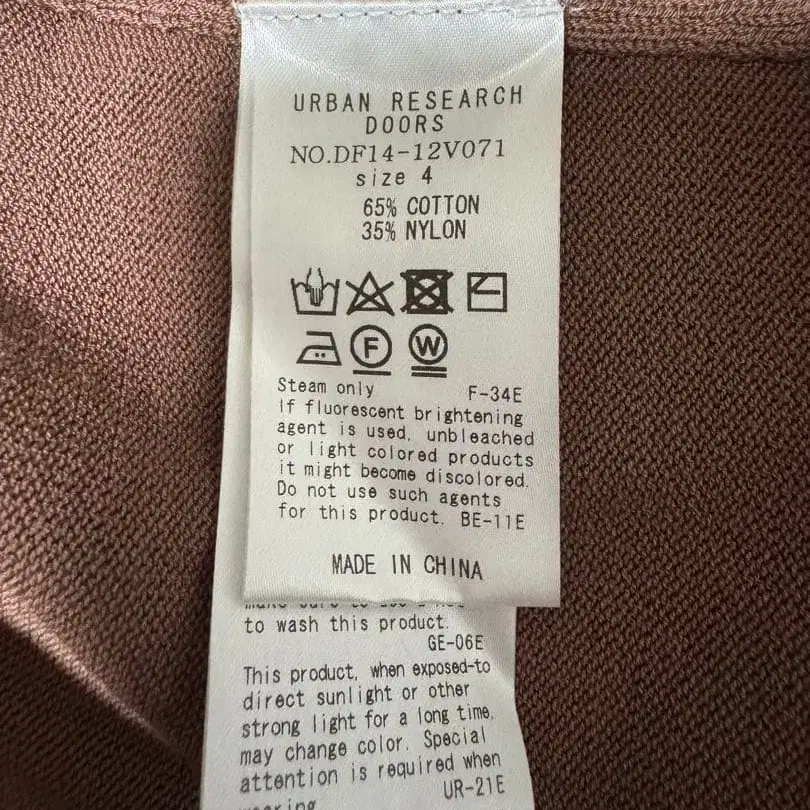 URBAN RESEARCH
DOORS
NO.DF14-12V071
size 4
65% COTTON
35% NYLON
F W
Steam only F-34E
If fluorescent brightening
agent is used, unbleached
or light colored products
it might become discolored.
Do not use such agents
for this product. BE-11E
MADE IN CHINA
to wash this product.
GE-06E
This product, when exposed-to
direct sunlight or other
strong light for a long time,
may change color. Special
attention is required when
UR-21E
wearing